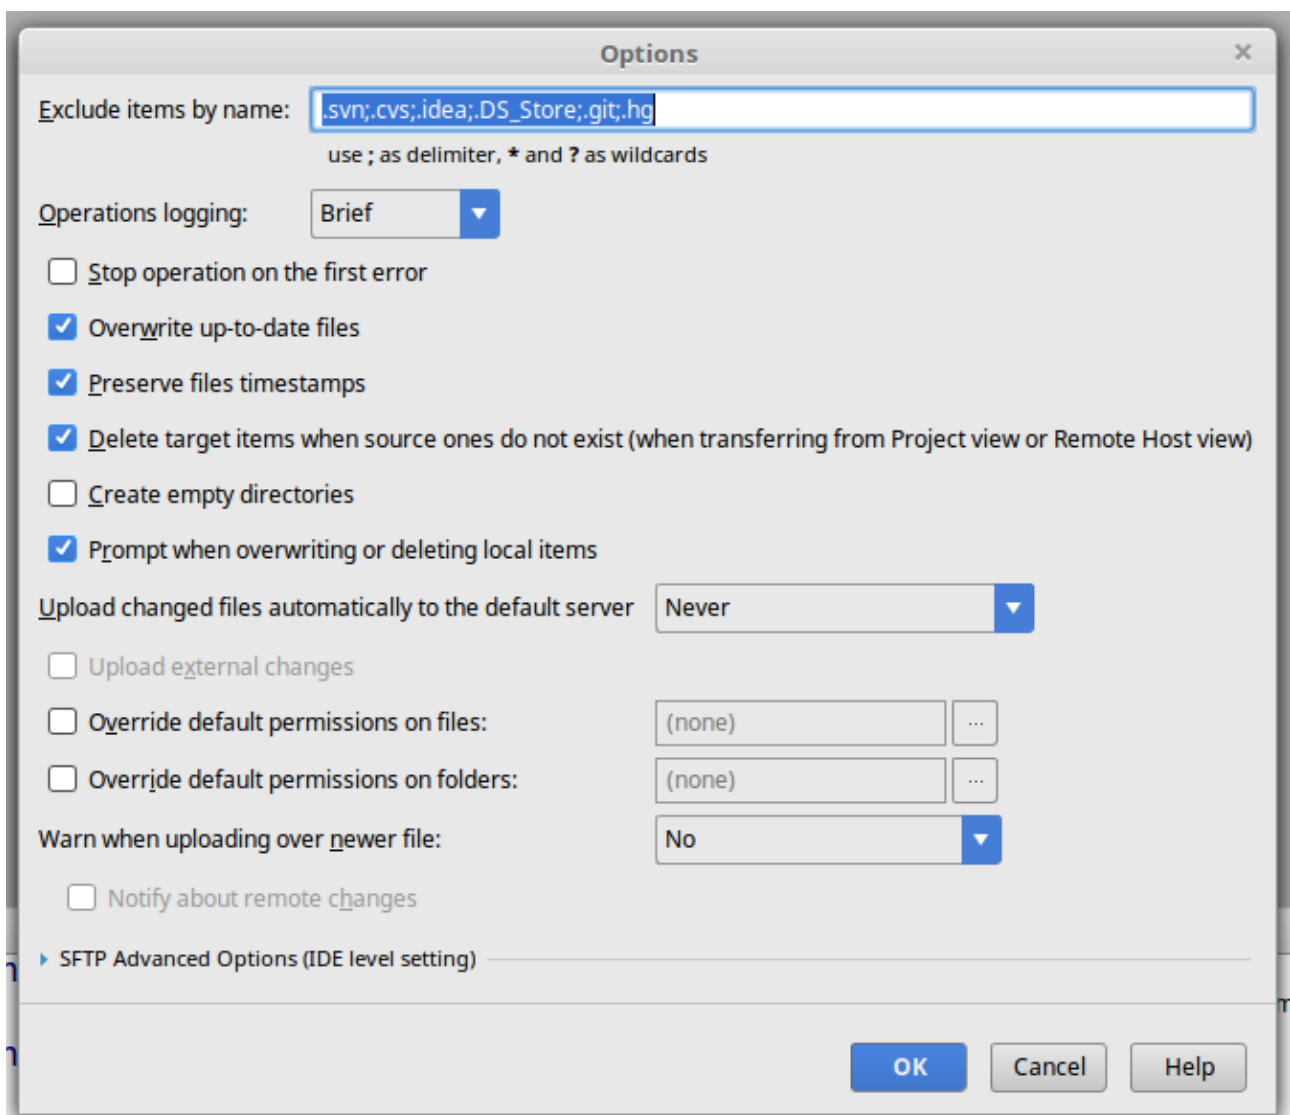 Options
Exclude items by name: .svn;.cvs;.idea;.DS_Store;.git;.hg
use ; as delimiter, * and ? as wildcards
Operations logging: Brief
Stop operation on the first error
Overwrite up-to-date files
Preserve files timestamps
Delete target items when source ones do not exist (when transferring from Project view or Remote Host view)
Create empty directories
Prompt when overwriting or deleting local items
Upload changed files automatically to the default server Never
Upload external changes
Override default permissions on files: (none) ...
Override default permissions on folders: (none) ...
Warn when uploading over newer file: No
Notify about remote changes
SFTP Advanced Options (IDE level setting)
OK Cancel Help